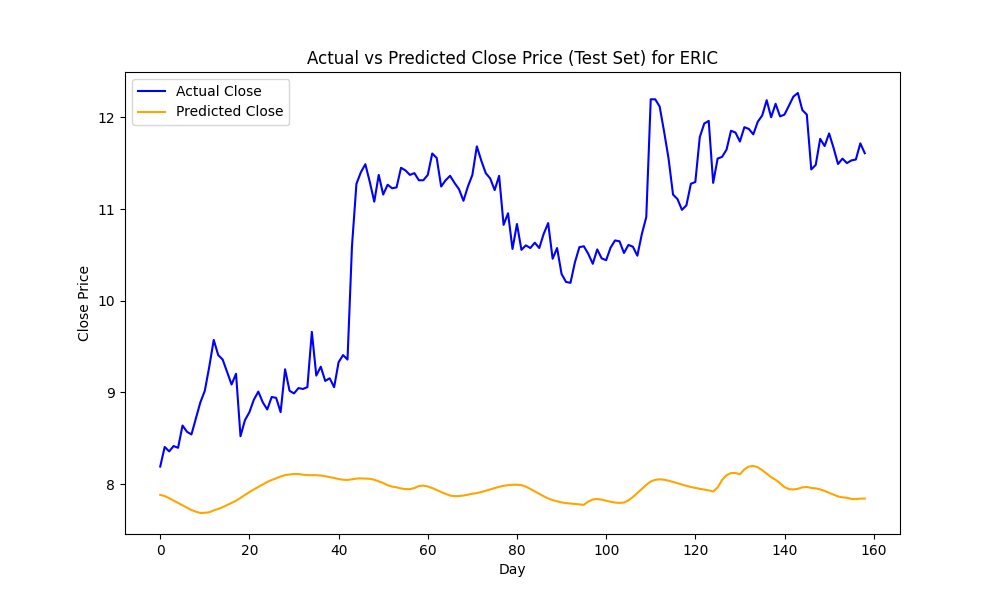 Actual vs Predicted Close Price (Test Set) for ERIC
Actual Close
Predicted Close
Close Price
12
11
10
9
8
0 20 40 60 80 100 120 140 160
Day